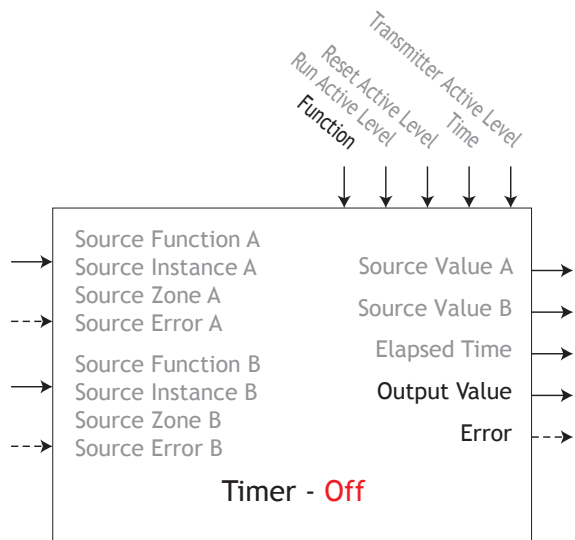 Transmitter Active Level
Time
Reset Active Level
Run Active Level
Function
Source Function A
Source Instance A
Source Zone A
Source Error A
Source Function B
Source Instance B
Source Zone B
Source Error B
Source Value A
Source Value B
Elapsed Time
Output Value
Error
Timer - Off